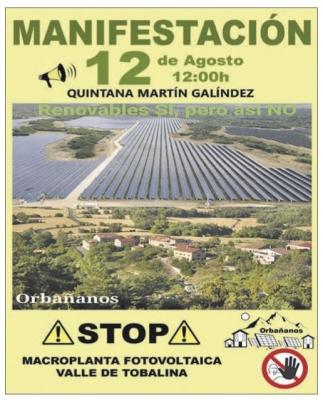 MANIFESTACIÓN
12 de Agosto
12:00h
QUINTANA MARTÍN GALÍNDEZ
Renovables SI, pero así NO
Orbañanos
STOP
Orbañanos
MACROPLANTA FOTOVOLTAICA
VALLE DE TOBALINA